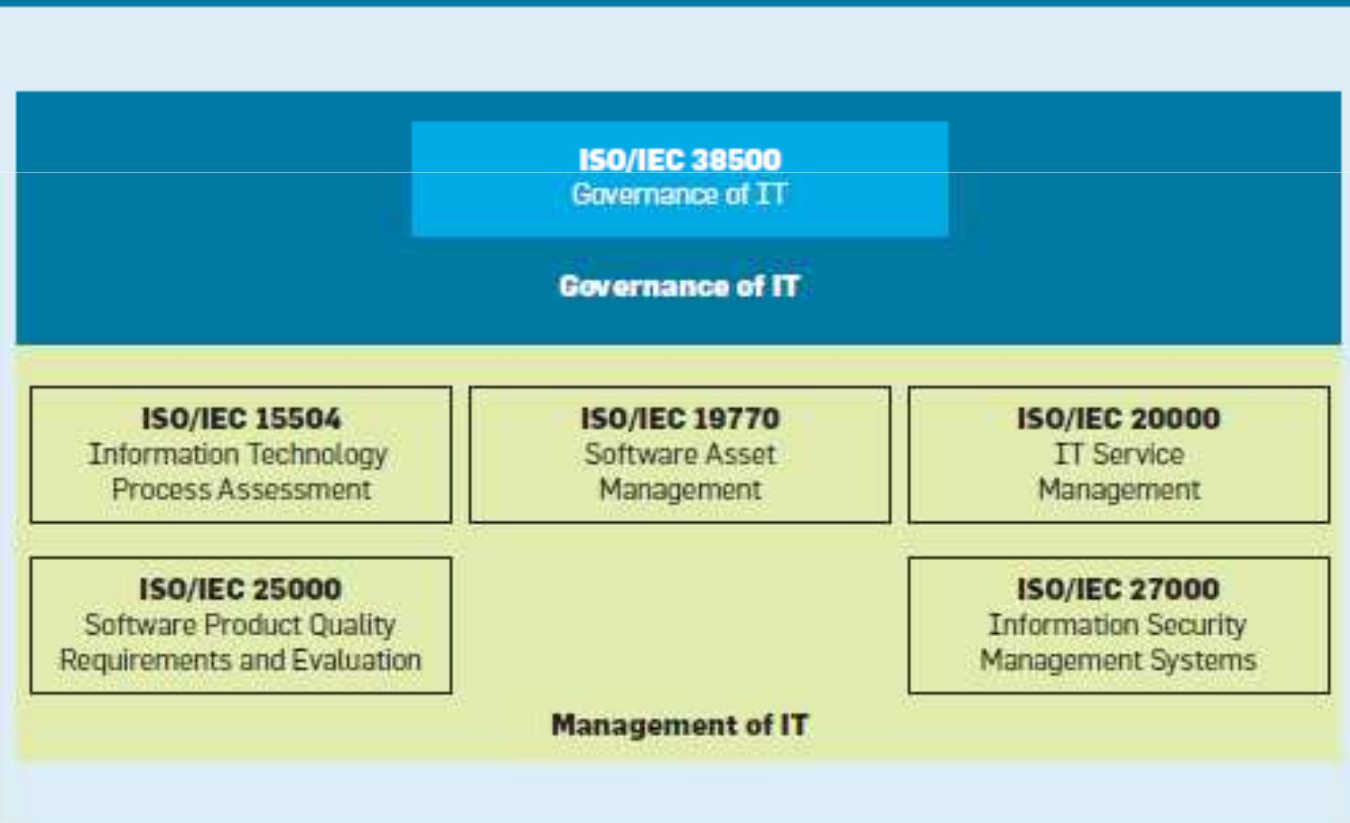 ISO/IEC 38500
Governance of IT
Governance of IT
ISO/IEC 15504
Information Technology
Process Assessment
ISO/IEC 19770
Software Asset
Management
ISO/IEC 20000
IT Service
Management
ISO/IEC 25000
Software Product Quality
Requirements and Evaluation
ISO/IEC 27000
Information Security
Management Systems
Management of IT